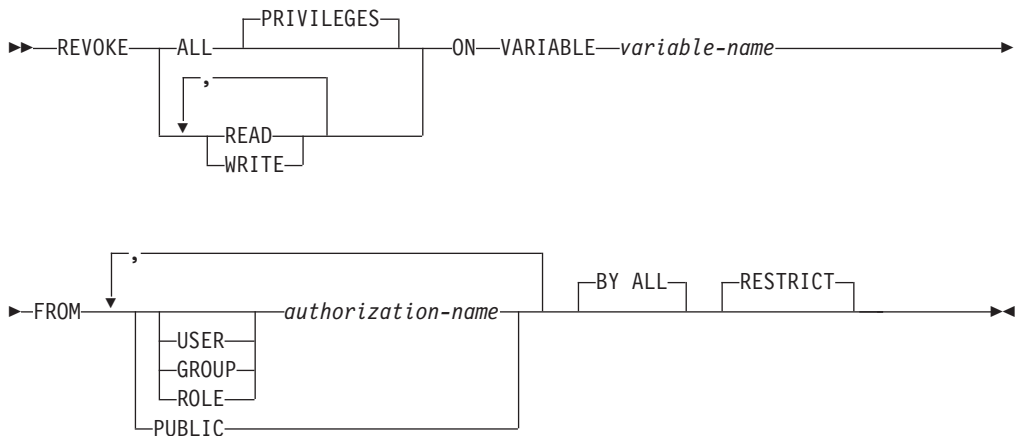 PRIVILEGES
REVOKE ALL ON VARIABLE variable-name
,
READ
WRITE
,
BY ALL RESTRICT
FROM authorization-name
USER
GROUP
ROLE
PUBLIC